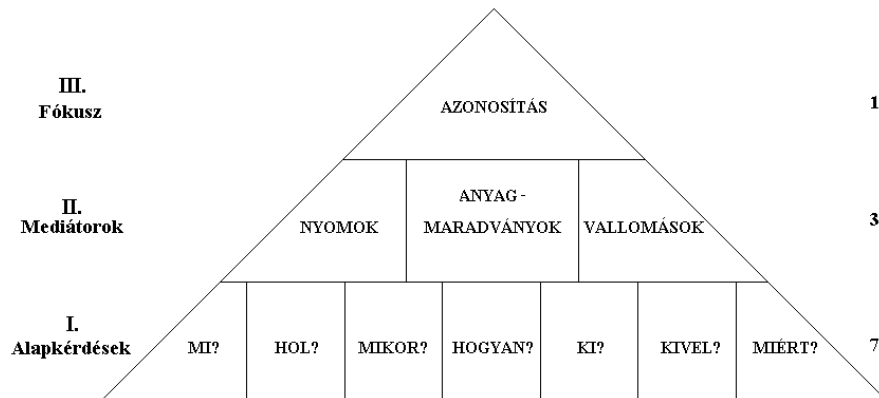 III.
Fókusz
AZONOSÍTÁS
1
II.
Mediátorok
NYOMOK
ANYAG -
MARADVÁNYOK
VALLOMÁSOK
3
I.
Alapkérdések
MI?
HOL?
MIKOR?
HOGYAN?
KI?
KIVEL?
MIÉRT?
7